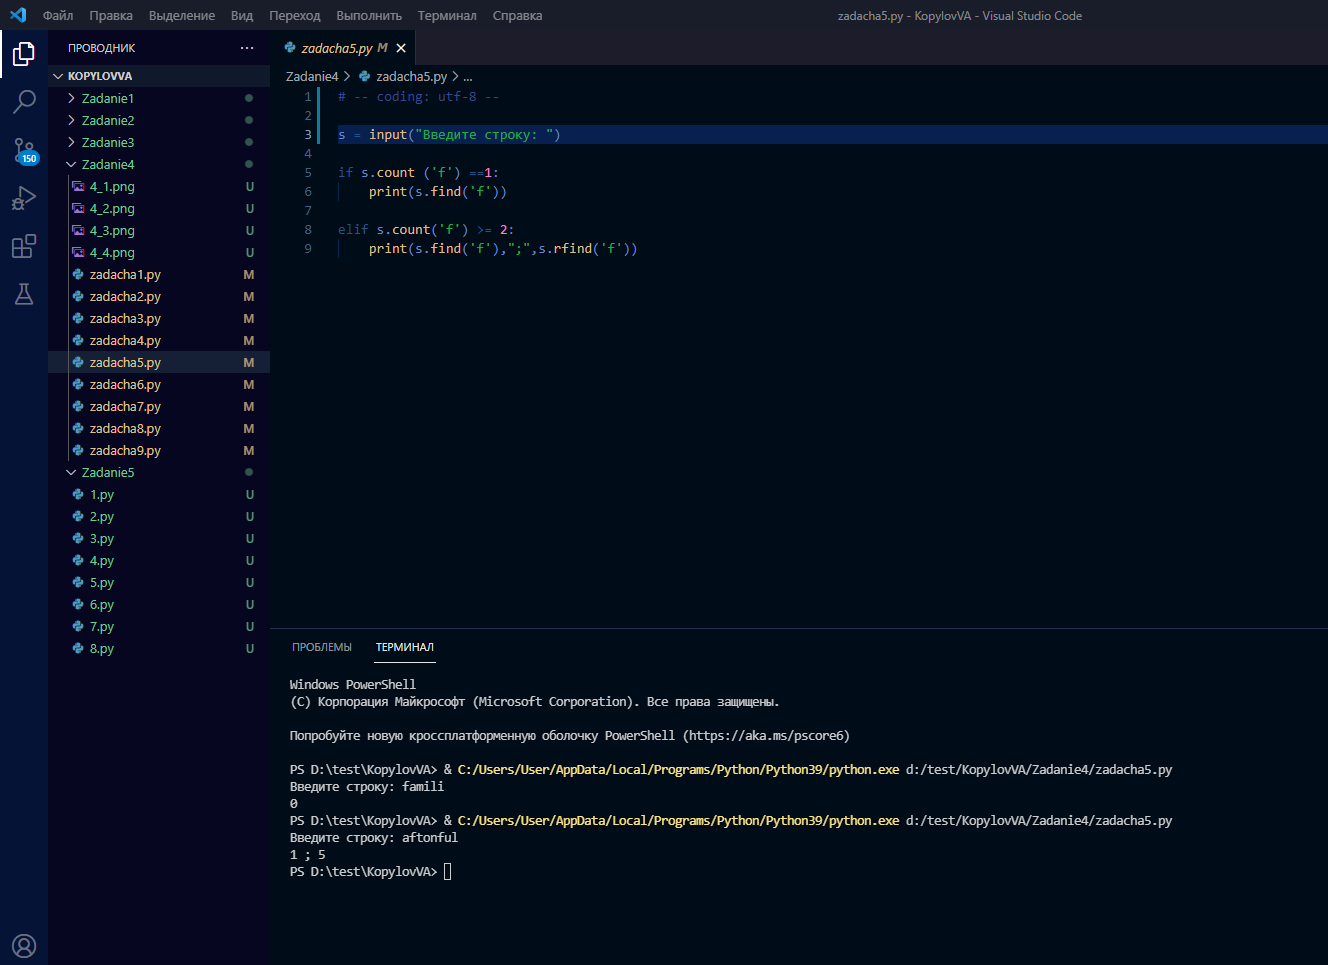 Файл Правка Выделение Вид Переход Выполнить Терминал Справка zadacha5.py - KopylovVA - Visual Studio Code
ПРОВОДНИК ...
KOPYLOVVA
Zadanie1
Zadanie2
Zadanie3
Zadanie4
4_1.png U
4_2.png U
4_3.png U
4_4.png U
zadacha1.py M
zadacha2.py M
zadacha3.py M
zadacha4.py M
zadacha5.py M
zadacha6.py M
zadacha7.py M
zadacha8.py M
zadacha9.py M
Zadanie5
1.py U
2.py U
3.py U
4.py U
5.py U
6.py U
7.py U
8.py U
150
zadacha5.py M
Zadanie4 > zadacha5.py > ...
1 # -- coding: utf-8 --
2
3 s = input("Введите строку: ")
4
5 if s.count ('f') ==1:
6 print(s.find('f'))
7
8 elif s.count('f') >= 2:
9 print(s.find('f'),";",s.rfind('f'))
ПРОБЛЕМЫ ТЕРМИНАЛ
Windows PowerShell
(C) Корпорация Майкрософт (Microsoft Corporation). Все права защищены.
Попробуйте новую кроссплатформенную оболочку PowerShell (https://aka.ms/pscore6)
PS D:\test\KopylovVA> & C:/Users/User/AppData/Local/Programs/Python/Python39/python.exe d:/test/KopylovVA/Zadanie4/zadacha5.py
Введите строку: famili
0
PS D:\test\KopylovVA> & C:/Users/User/AppData/Local/Programs/Python/Python39/python.exe d:/test/KopylovVA/Zadanie4/zadacha5.py
Введите строку: aftonful
1 ; 5
PS D:\test\KopylovVA>